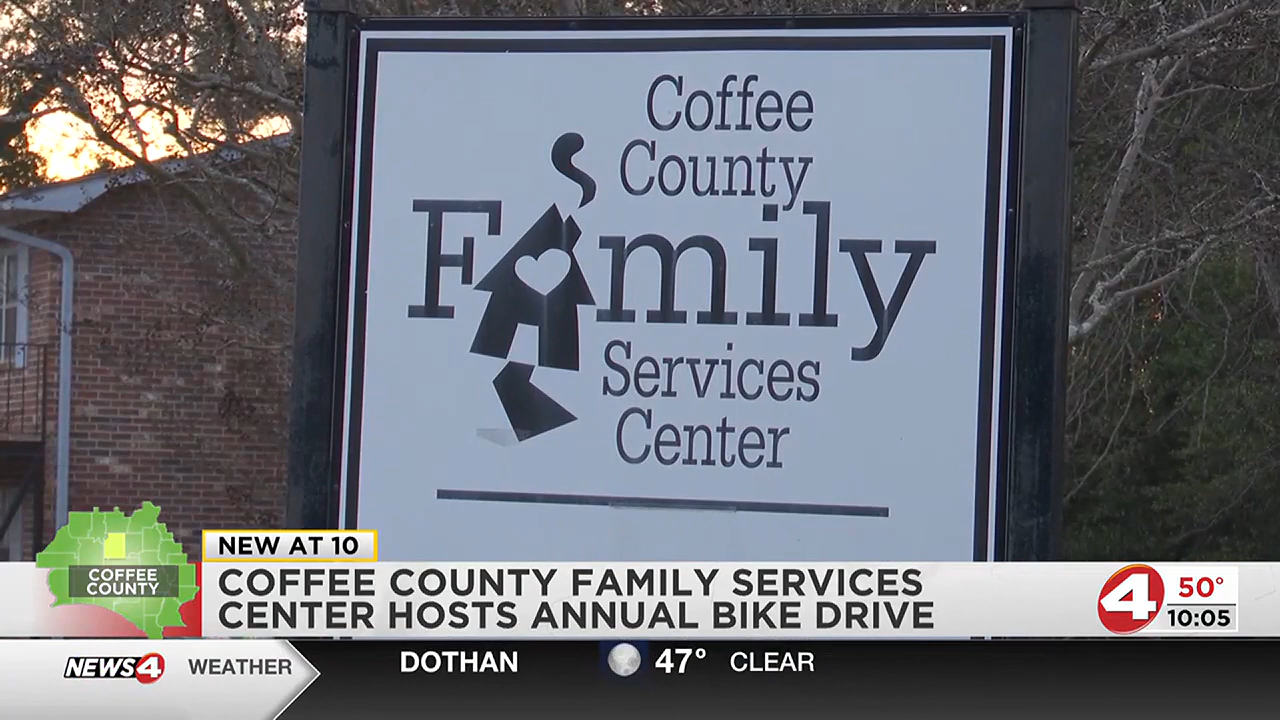 Coffee
County
Family
Services
Center
NEW AT 10
COFFEE COUNTY
COFFEE COUNTY FAMILY SERVICES
CENTER HOSTS ANNUAL BIKE DRIVE
4
50°
10:05
NEWS4 WEATHER
DOTHAN 47° CLEAR